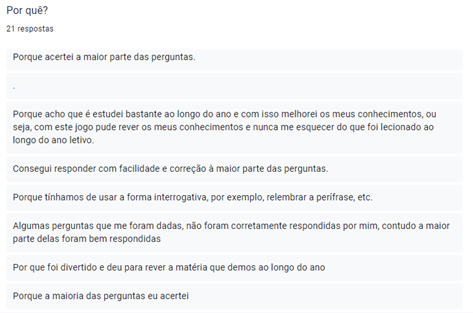 Por quê?
21 respostas
Porque acertei a maior parte das perguntas.
.
Porque acho que é estudei bastante ao longo do ano e com isso melhorei os meus conhecimentos, ou
seja, com este jogo pude rever os meus conhecimentos e nunca me esquecer do que foi lecionado ao
longo do ano letivo.
Consegui responder com facilidade e correção à maior parte das perguntas.
Porque tínhamos de usar a forma interrogativa, por exemplo, relembrar a perífrase, etc.
Algumas perguntas que me foram dadas, não foram corretamente respondidas por mim, contudo a maior
parte delas foram bem respondidas
Por que foi divertido e deu para rever a matéria que demos ao longo do ano
Porque a maioria das perguntas eu acertei